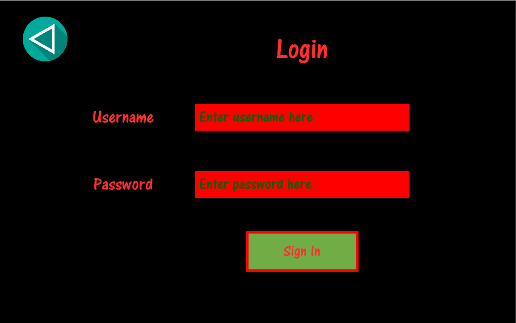 Login
Username
Enter username here
Password
Enter password here
Sign In